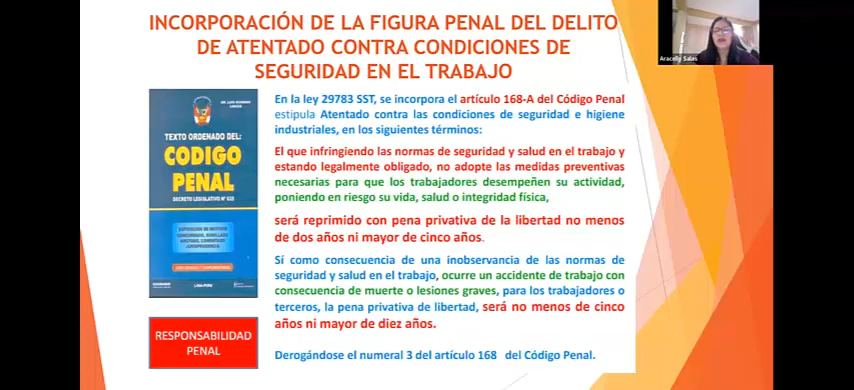 INCORPORACIÓN DE LA FIGURA PENAL DEL DELITO
DE ATENTADO CONTRA CONDICIONES DE
SEGURIDAD EN EL TRABAJO
Aracelly Salas
En la ley 29783 SST, se incorpora el artículo 168-A del Código Penal
estipula Atentado contra las condiciones de seguridad e higiene
industriales, en los siguientes términos:
El que infringiendo las normas de seguridad y salud en el trabajo y
estando legalmente obligado, no adopte las medidas preventivas
necesarias para que los trabajadores desempeñen su actividad,
poniendo en riesgo su vida, salud o integridad física,
será reprimido con pena privativa de la libertad no menos
de dos años ni mayor de cinco años.
Sí como consecuencia de una inobservancia de las normas de
seguridad y salud en el trabajo, ocurre un accidente de trabajo con
consecuencia de muerte o lesiones graves, para los trabajadores o
terceros, la pena privativa de libertad, será no menos de cinco
años ni mayor de diez años.
Derogándose el numeral 3 del artículo 168 del Código Penal.
TEXTO ORDENADO DEL:
CODIGO
PENAL
DECRETO LEGISLATIVO Nº 635
LIMA-PERU
RESPONSABILIDAD
PENAL